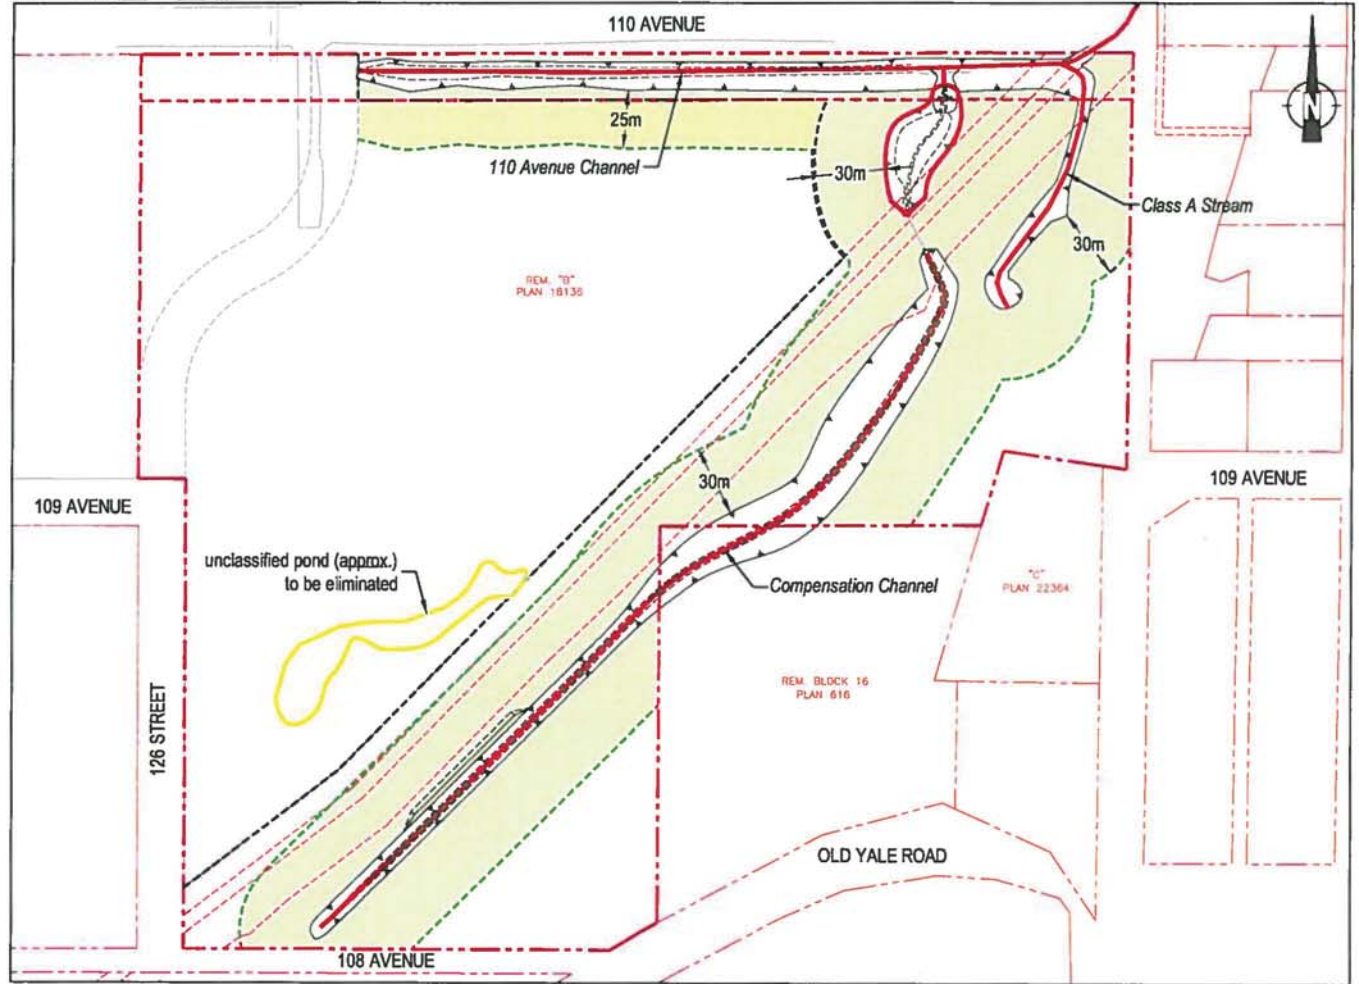 110 AVENUE
N
25m
110 Avenue Channel
30m
Class A Stream
30m
REM. "B"
PLAN 18135
30m
109 AVENUE
109 AVENUE
unclassified pond (approx.)
to be eliminated
Compensation Channel
"C"
PLAN 22364
REM. BLOCK 16
PLAN 616
126 STREET
OLD YALE ROAD
108 AVENUE